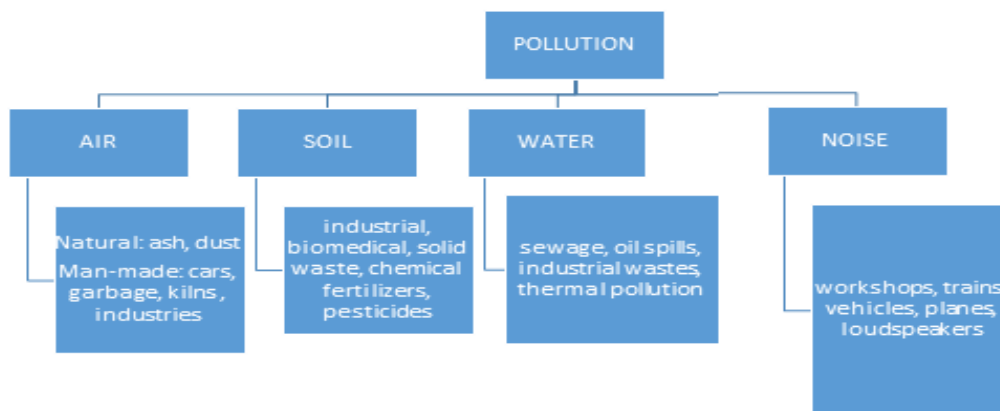 POLLUTION
AIR
SOIL
WATER
NOISE
Natural: ash, dust
Man-made: cars,
garbage, kilns,
industries
industrial,
biomedical, solid
waste, chemical
fertilizers,
pesticides
sewage, oil spills,
industrial wastes,
thermal pollution
workshops, trains,
vehicles, planes,
loudspeakers